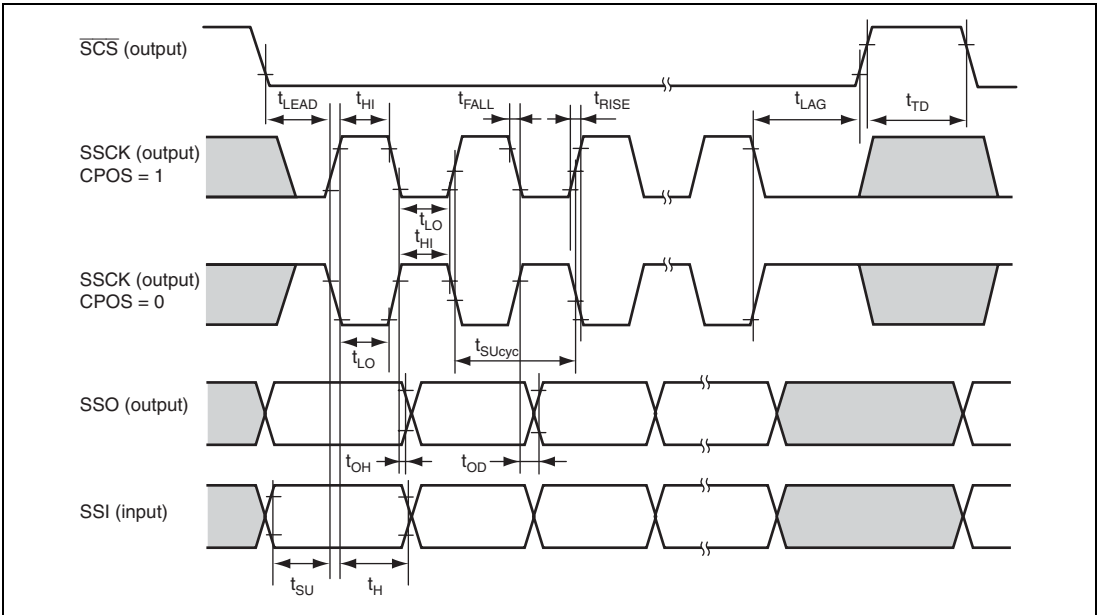 SCS (output)
tLEAD
tHI
tFALL
tRISE
tLAG
tTD
SSCK (output)
CPOS = 1
tLO
tHI
SSCK (output)
CPOS = 0
tLO
tSUcyc
SSO (output)
tOH
tOD
SSI (input)
tSU
tH